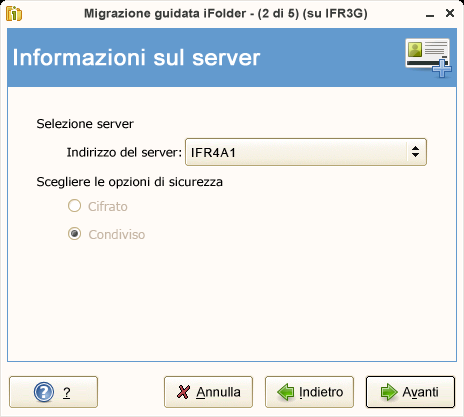 Migrazione guidata iFolder - (2 di 5) (su IFR3G)
Informazioni sul server
Selezione server
Indirizzo del server: IFR4A1
Scegliere le opzioni di sicurezza
Cifrato
Condiviso
? Annulla Indietro Avanti